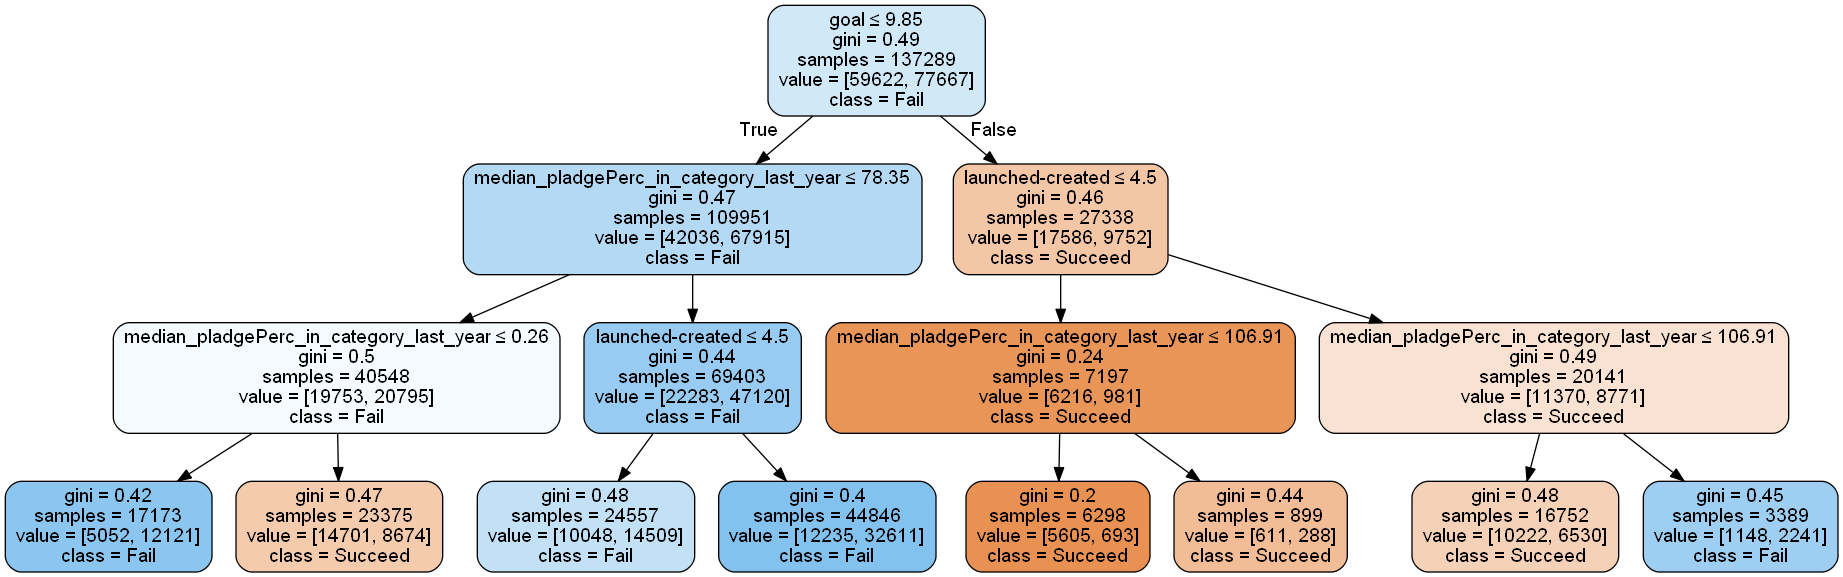 goal ≤ 9.85
gini = 0.49
samples = 137289
value = [59622, 77667]
class = Fail
True
False
median_pladgePerc_in_category_last_year ≤ 78.35
gini = 0.47
samples = 109951
value = [42036, 67915]
class = Fail
launched-created ≤ 4.5
gini = 0.46
samples = 27338
value = [17586, 9752]
class = Succeed
median_pladgePerc_in_category_last_year ≤ 0.26
gini = 0.5
samples = 40548
value = [19753, 20795]
class = Fail
launched-created ≤ 4.5
gini = 0.44
samples = 69403
value = [22283, 47120]
class = Fail
median_pladgePerc_in_category_last_year ≤ 106.91
gini = 0.24
samples = 7197
value = [6216, 981]
class = Succeed
median_pladgePerc_in_category_last_year ≤ 106.91
gini = 0.49
samples = 20141
value = [11370, 8771]
class = Succeed
gini = 0.42
samples = 17173
value = [5052, 12121]
class = Fail
gini = 0.47
samples = 23375
value = [14701, 8674]
class = Succeed
gini = 0.48
samples = 24557
value = [10048, 14509]
class = Fail
gini = 0.4
samples = 44846
value = [12235, 32611]
class = Fail
gini = 0.2
samples = 6298
value = [5605, 693]
class = Succeed
gini = 0.44
samples = 899
value = [611, 288]
class = Succeed
gini = 0.48
samples = 16752
value = [10222, 6530]
class = Succeed
gini = 0.45
samples = 3389
value = [1148, 2241]
class = Fail